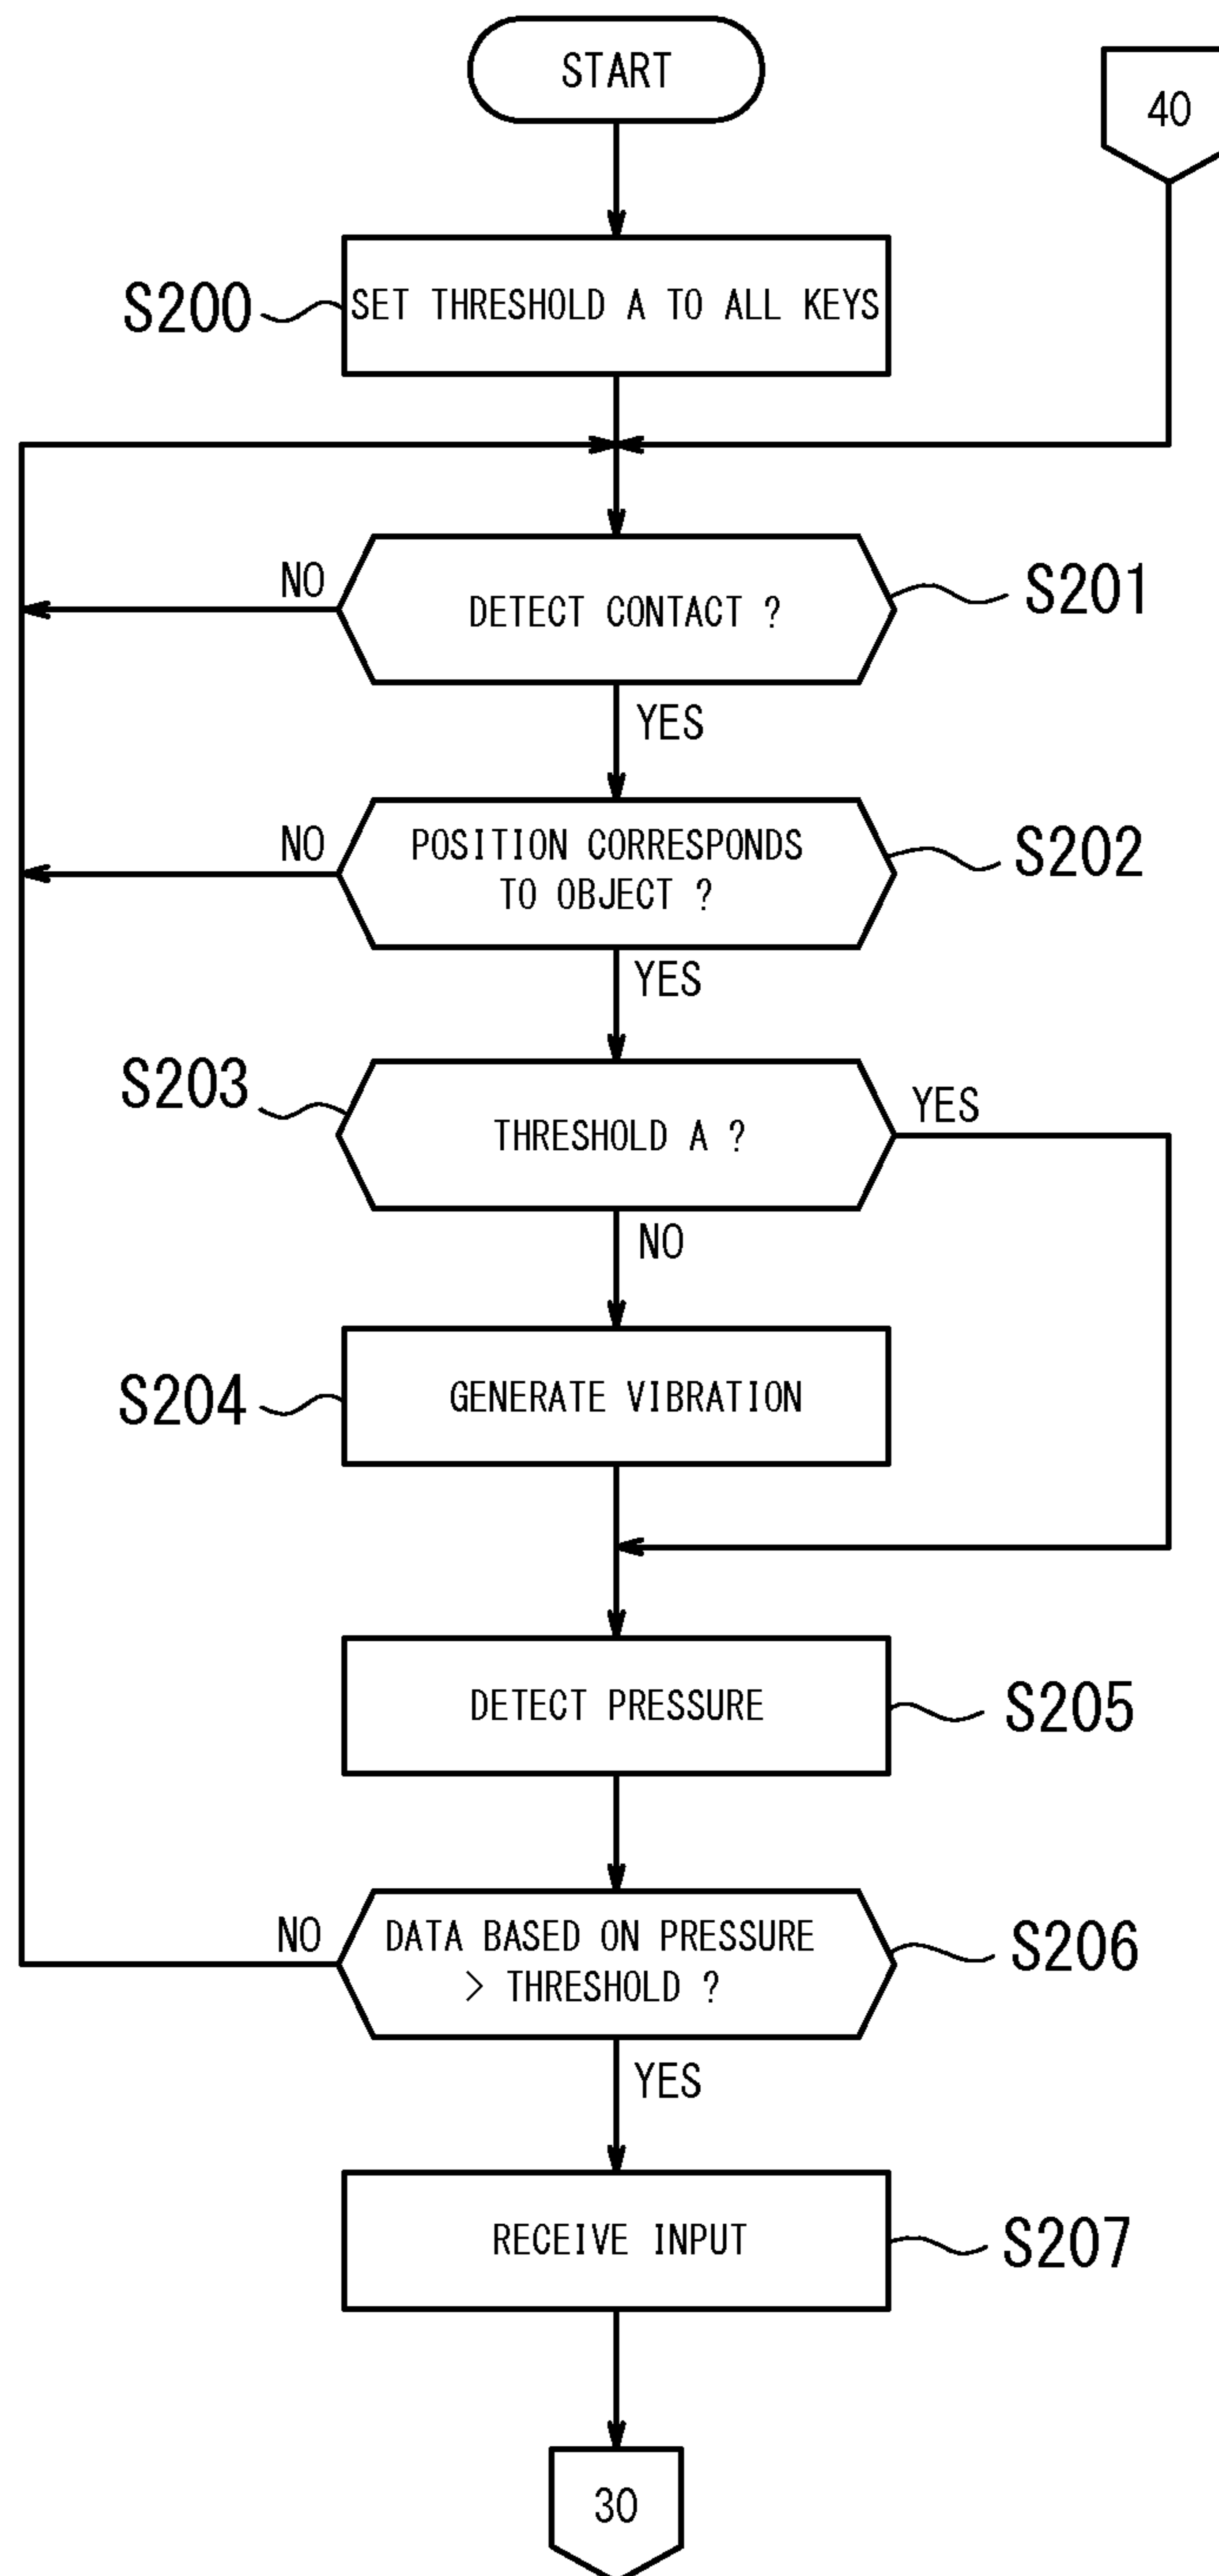 START
40
S200
SET THRESHOLD A TO ALL KEYS
NO
DETECT CONTACT ?
S201
YES
NO
POSITION CORRESPONDS
TO OBJECT ?
S202
YES
S203
THRESHOLD A ?
YES
NO
S204
GENERATE VIBRATION
DETECT PRESSURE
S205
NO
DATA BASED ON PRESSURE
> THRESHOLD ?
S206
YES
RECEIVE INPUT
S207
30